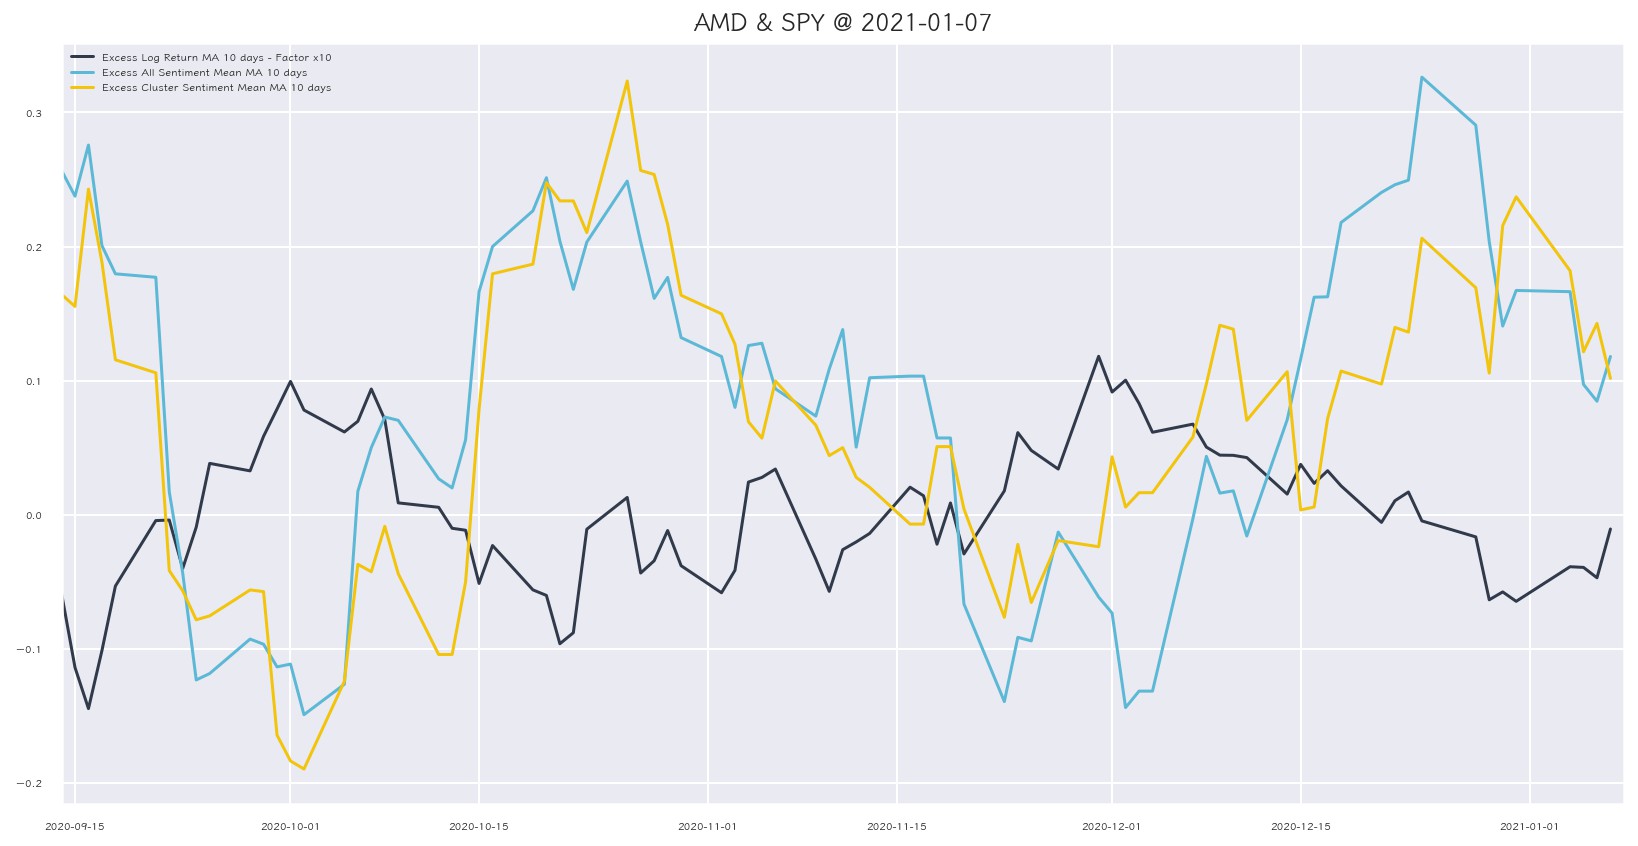 AMD & SPY @ 2021-01-07
Excess Log Return MA 10 days - Factor x10
Excess All Sentiment Mean MA 10 days
Excess Cluster Sentiment Mean MA 10 days
0.3
0.2
0.1
0.0
−0.1
−0.2
2020-09-15 2020-10-01 2020-10-15 2020-11-01 2020-11-15 2020-12-01 2020-12-15 2021-01-01